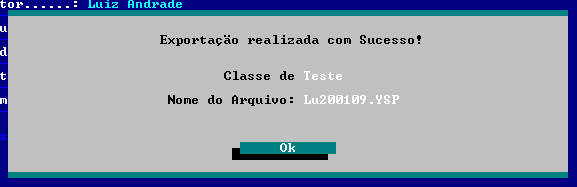 tor......: Luiz Andrade
u
Exportação realizada com Sucesso!
d
t
Classe de Teste
m
Nome do Arquivo: Lu200109.YSP
Ok